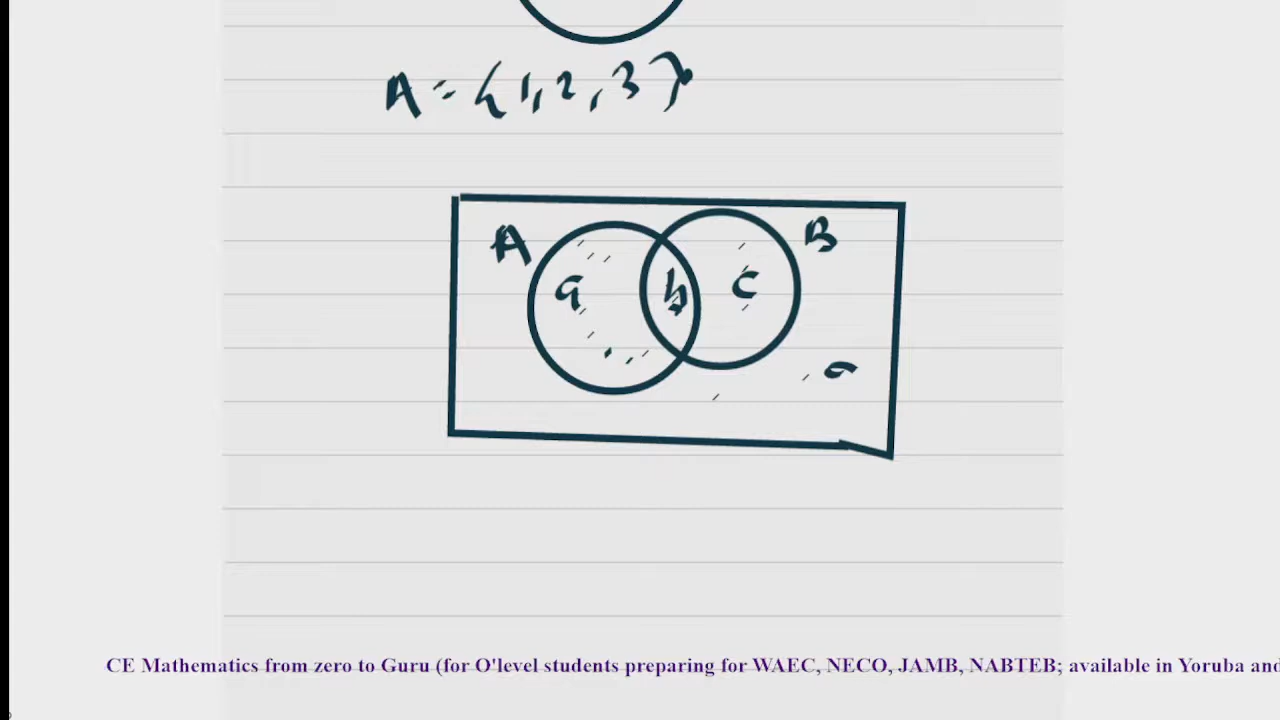 A = {1, 2, 3}
A B
a b c
CE Mathematics from zero to Guru (for O'level students preparing for WAEC, NECO, JAMB, NABTEB; available in Yoruba and